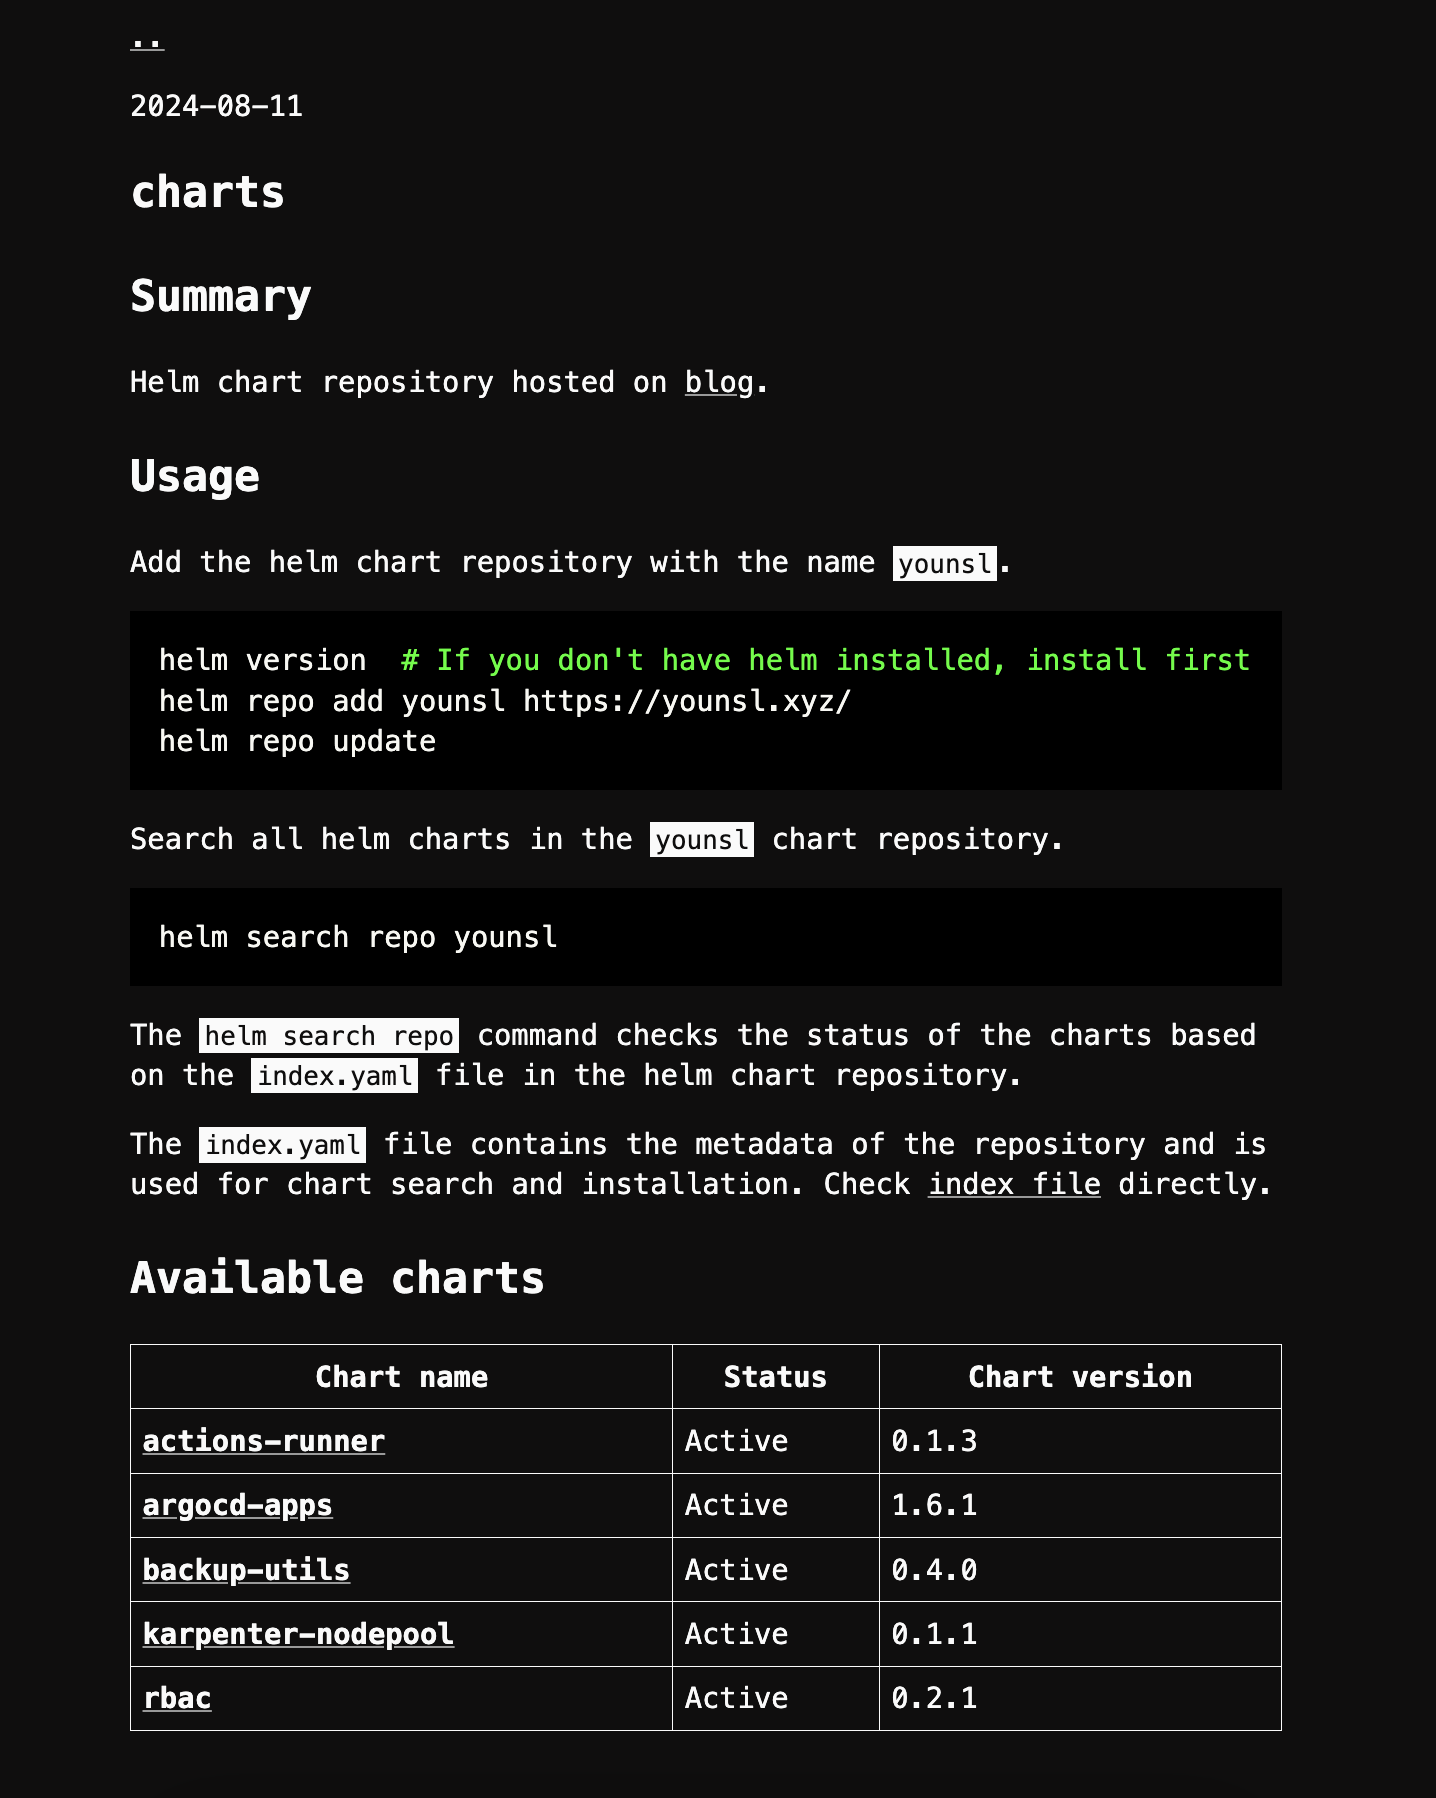 ..
2024-08-11
charts
Summary
Helm chart repository hosted on blog.
Usage
Add the helm chart repository with the name younsl.
helm version  # If you don't have helm installed, install first
helm repo add younsl https://younsl.xyz/
helm repo update
Search all helm charts in the younsl chart repository.
helm search repo younsl
The helm search repo command checks the status of the charts based
on the index.yaml file in the helm chart repository.
The index.yaml file contains the metadata of the repository and is
used for chart search and installation. Check index file directly.
Available charts
Chart name Status Chart version
actions-runner Active 0.1.3
argocd-apps Active 1.6.1
backup-utils Active 0.4.0
karpenter-nodepool Active 0.1.1
rbac Active 0.2.1